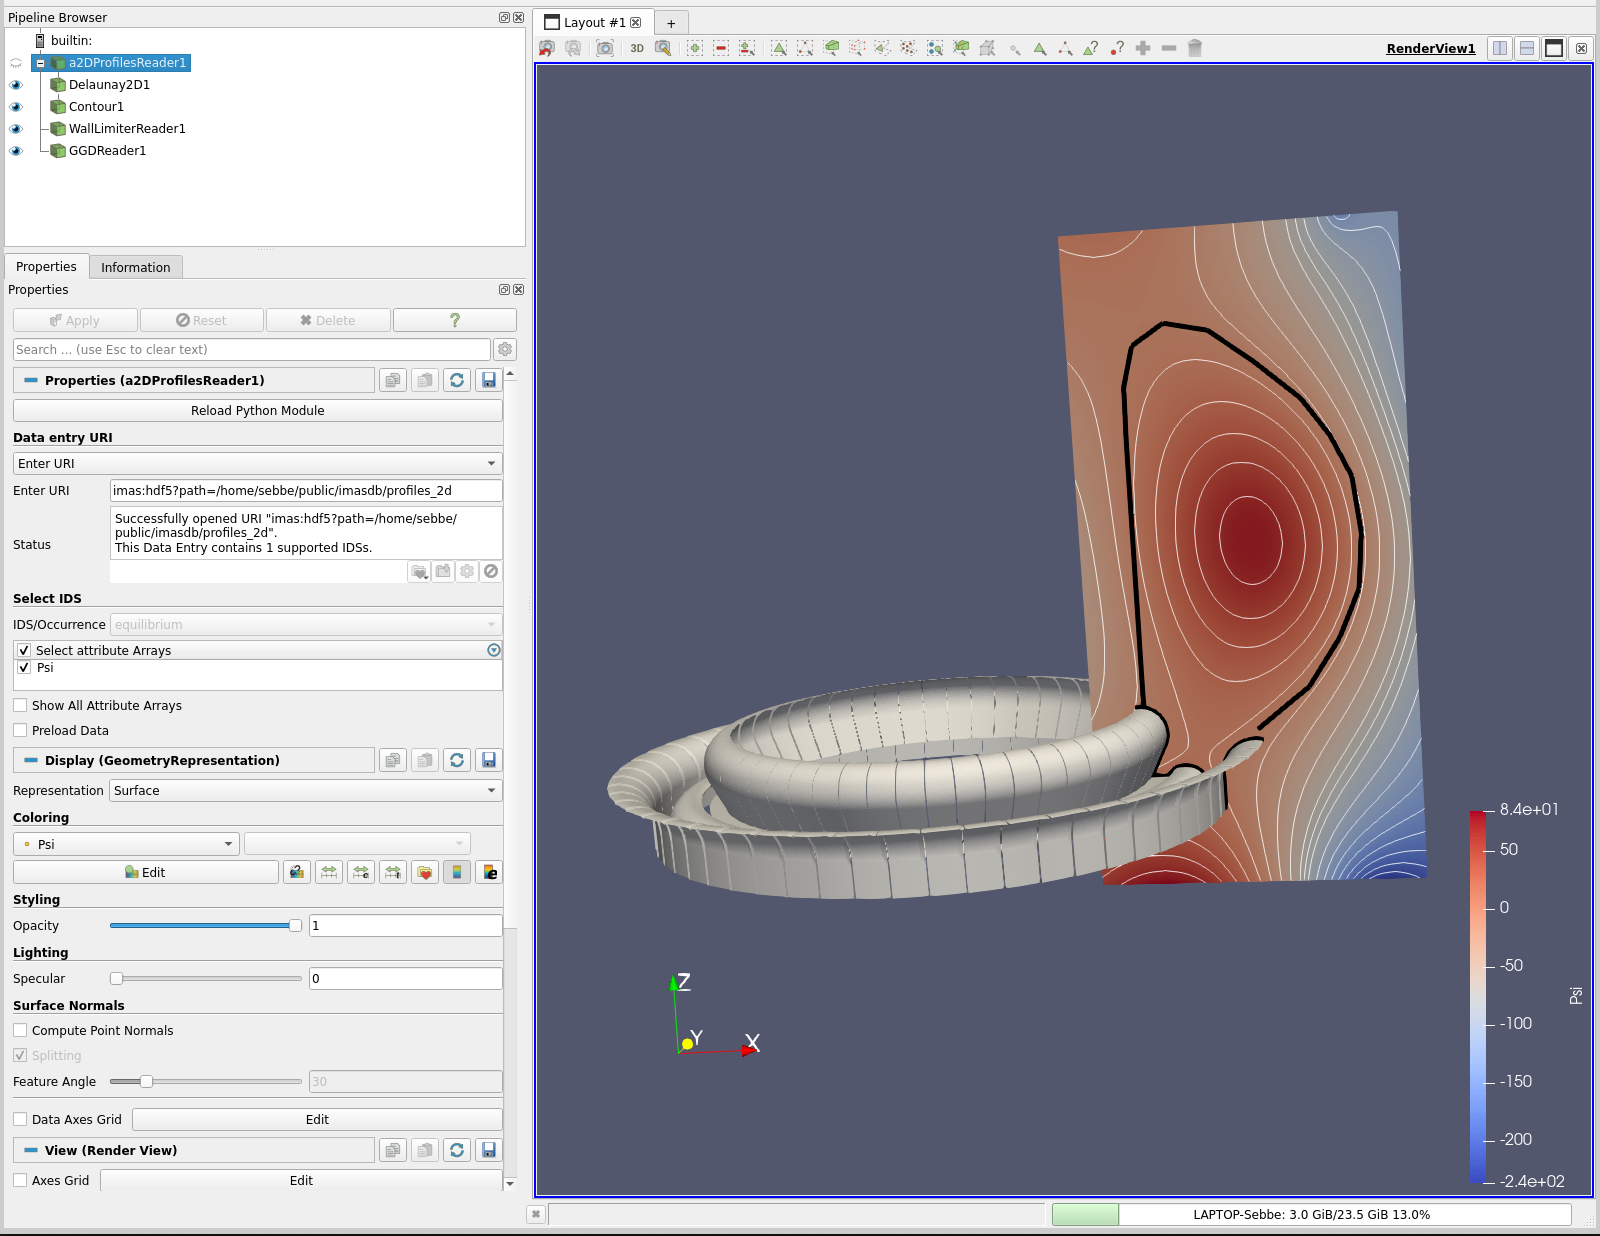 Pipeline Browser
builtin:
a2DProfilesReader1
Delaunay2D1
Contour1
WallLimiterReader1
GGDReader1
Properties
Information
Properties
Apply
Reset
Delete
?
Search ... (use Esc to clear text)
Properties (a2DProfilesReader1)
Reload Python Module
Data entry URI
Enter URI
Enter URI
imas:hdf5?path=/home/sebbe/public/imasdb/profiles_2d
Status
Successfully opened URI "imas:hdf5?path=/home/sebbe/
public/imasdb/profiles_2d".
This Data Entry contains 1 supported IDSs.
Select IDS
IDS/Occurrence
equilibrium
Select attribute Arrays
Psi
Show All Attribute Arrays
Preload Data
Display (GeometryRepresentation)
Representation
Surface
Coloring
Psi
Edit
Styling
Opacity
1
Lighting
Specular
0
Surface Normals
Compute Point Normals
Splitting
Feature Angle
30
Data Axes Grid
Edit
View (Render View)
Axes Grid
Edit
Layout #1
+
3D
RenderView1
Z
Y
X
8.4e+01
50
0
-50
-100
-150
-200
-2.4e+02
Psi
LAPTOP-Sebbe: 3.0 GiB/23.5 GiB 13.0%